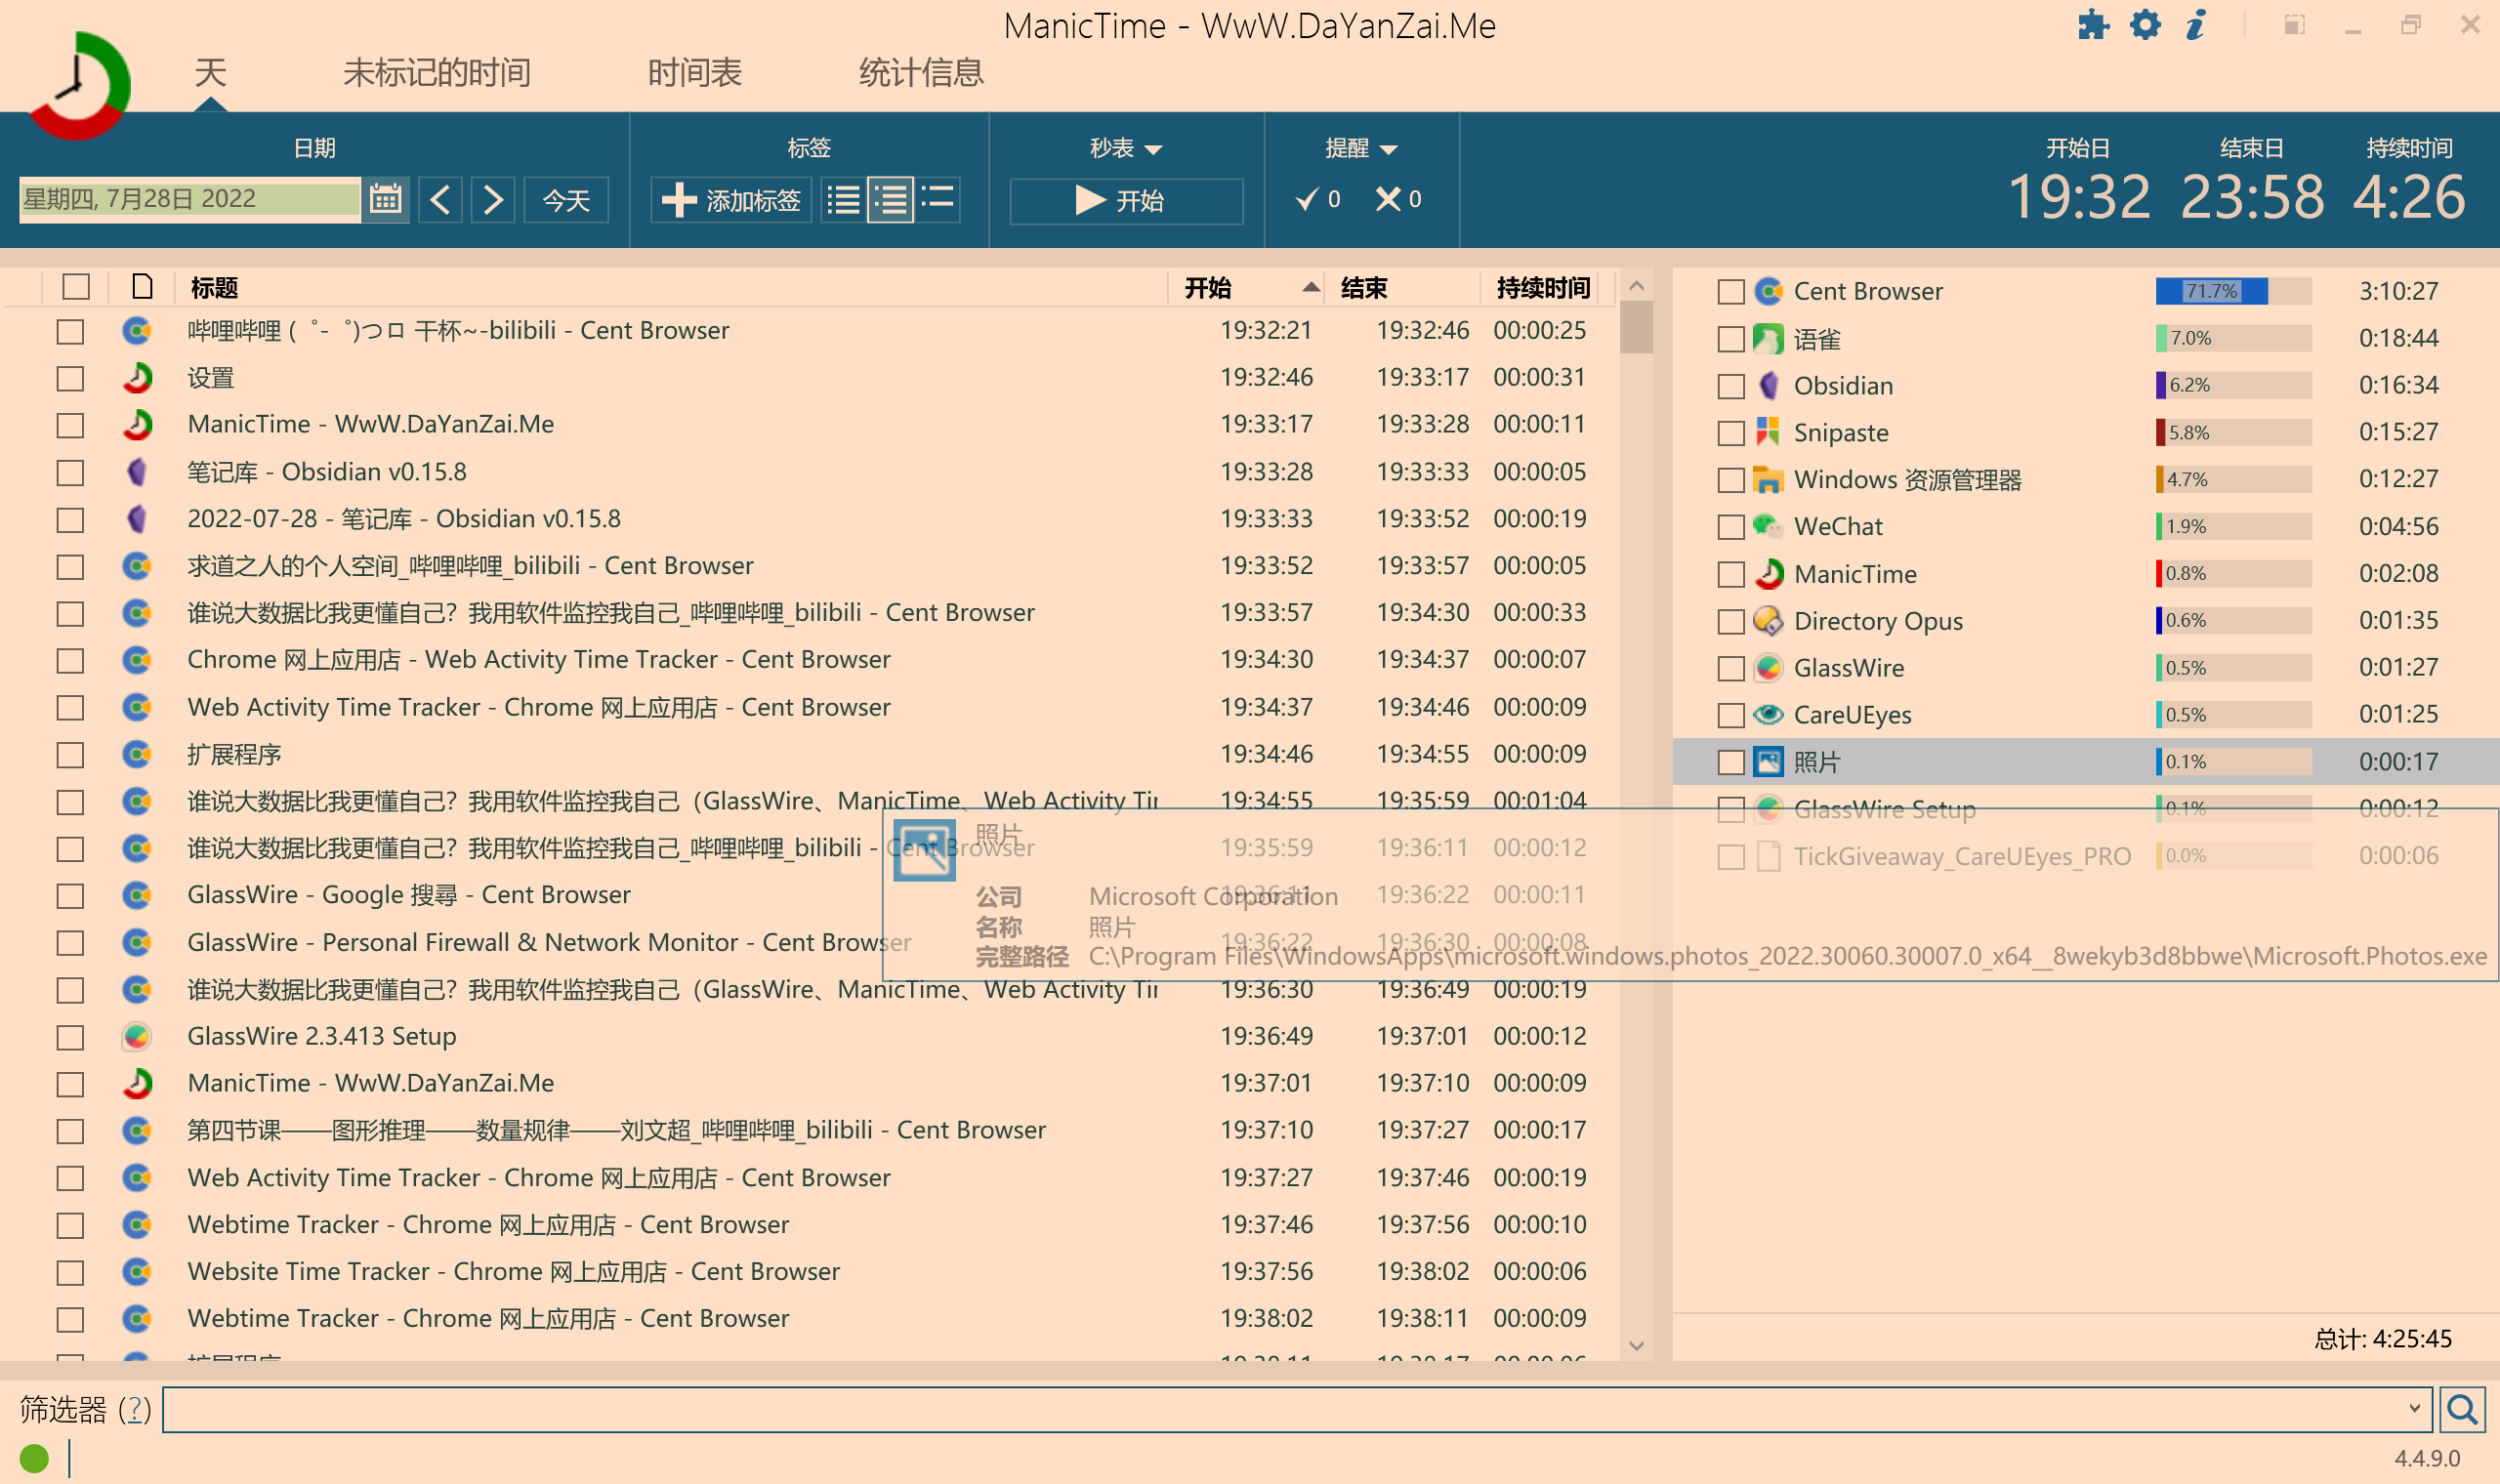 ManicTime - WwW.DaYanZai.Me
天 未标记的时间 时间表 统计信息
日期 标签 秒表 提醒 开始日 结束日 持续时间
星期四, 7月28日 2022 今天 添加标签 开始 0 0 19:32 23:58 4:26
标题 开始 结束 持续时间
哔哩哔哩 ( ゜- ゜)つロ 干杯~-bilibili - Cent Browser 19:32:21 19:32:46 00:00:25
设置 19:32:46 19:33:17 00:00:31
ManicTime - WwW.DaYanZai.Me 19:33:17 19:33:28 00:00:11
笔记库 - Obsidian v0.15.8 19:33:28 19:33:33 00:00:05
2022-07-28 - 笔记库 - Obsidian v0.15.8 19:33:33 19:33:52 00:00:19
求道之人的个人空间_哔哩哔哩_bilibili - Cent Browser 19:33:52 19:33:57 00:00:05
谁说大数据比我更懂自己？我用软件监控我自己_哔哩哔哩_bilibili - Cent Browser 19:33:57 19:34:30 00:00:33
Chrome 网上应用店 - Web Activity Time Tracker - Cent Browser 19:34:30 19:34:37 00:00:07
Web Activity Time Tracker - Chrome 网上应用店 - Cent Browser 19:34:37 19:34:46 00:00:09
扩展程序 19:34:46 19:34:55 00:00:09
谁说大数据比我更懂自己？我用软件监控我自己（GlassWire、ManicTime、Web Activity Tir 19:34:55 19:35:59 00:01:04
谁说大数据比我更懂自己？我用软件监控我自己_哔哩哔哩_bilibili - Cent Browser 19:35:59 19:36:11 00:00:12
GlassWire - Google 搜尋 - Cent Browser 19:36:11 19:36:22 00:00:11
GlassWire - Personal Firewall & Network Monitor - Cent Browser 19:36:22 19:36:30 00:00:08
谁说大数据比我更懂自己？我用软件监控我自己（GlassWire、ManicTime、Web Activity Tir 19:36:30 19:36:49 00:00:19
GlassWire 2.3.413 Setup 19:36:49 19:37:01 00:00:12
ManicTime - WwW.DaYanZai.Me 19:37:01 19:37:10 00:00:09
第四节课——图形推理——数量规律——刘文超_哔哩哔哩_bilibili - Cent Browser 19:37:10 19:37:27 00:00:17
Web Activity Time Tracker - Chrome 网上应用店 - Cent Browser 19:37:27 19:37:46 00:00:19
Webtime Tracker - Chrome 网上应用店 - Cent Browser 19:37:46 19:37:56 00:00:10
Website Time Tracker - Chrome 网上应用店 - Cent Browser 19:37:56 19:38:02 00:00:06
Webtime Tracker - Chrome 网上应用店 - Cent Browser 19:38:02 19:38:11 00:00:09
扩展程序 19:38:11 19:38:17 00:00:06
Cent Browser 71.7% 3:10:27
语雀 7.0% 0:18:44
Obsidian 6.2% 0:16:34
Snipaste 5.8% 0:15:27
Windows 资源管理器 4.7% 0:12:27
WeChat 1.9% 0:04:56
ManicTime 0.8% 0:02:08
Directory Opus 0.6% 0:01:35
GlassWire 0.5% 0:01:27
CareUEyes 0.5% 0:01:25
照片 0.1% 0:00:17
GlassWire Setup 0.1% 0:00:12
TickGiveaway_CareUEyes_PRO 0.0% 0:00:06
照片
公司 Microsoft Corporation
名称 照片
完整路径 C:\Program Files\WindowsApps\microsoft.windows.photos_2022.30060.30007.0_x64__8wekyb3d8bbwe\Microsoft.Photos.exe
总计: 4:25:45
筛选器 (?)
4.4.9.0